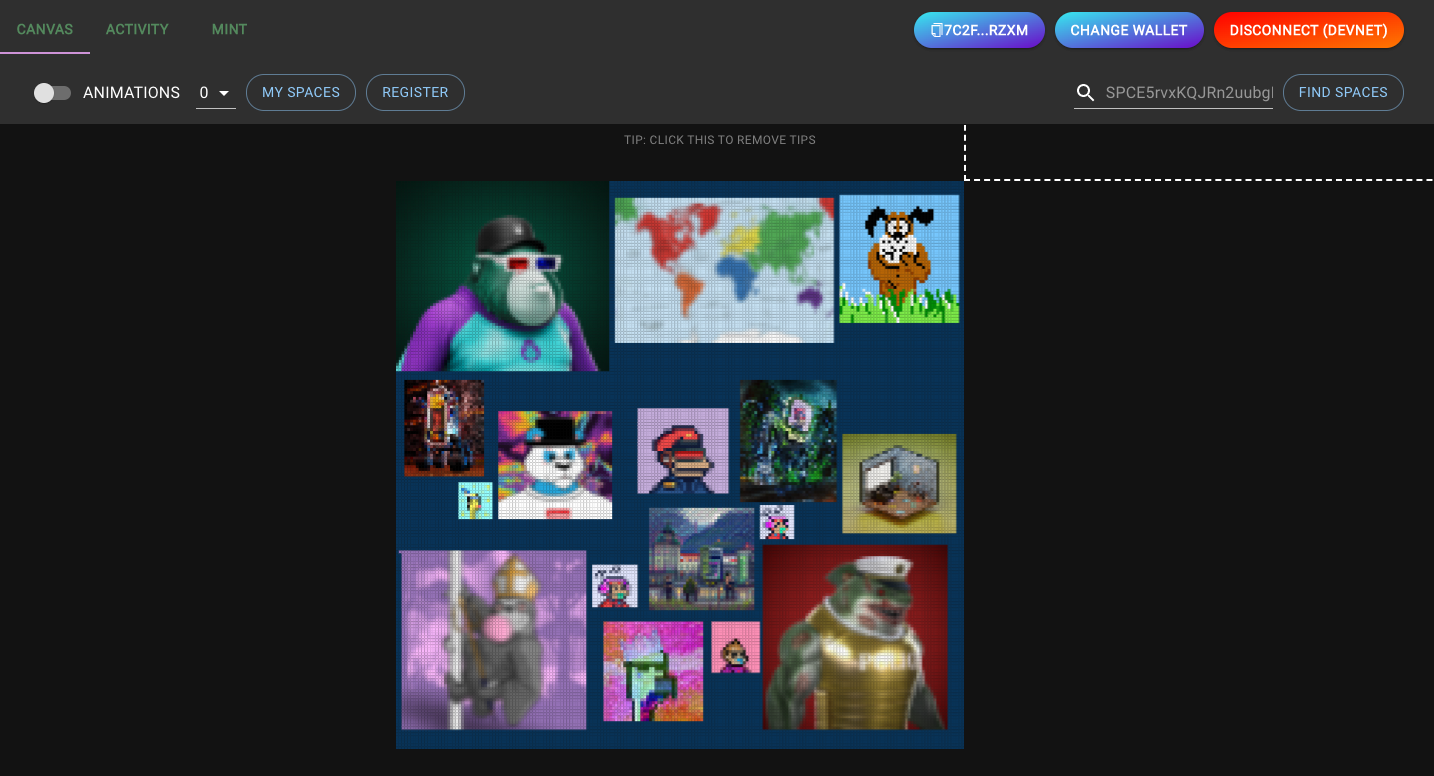 CANVAS ACTIVITY MINT 7C2F...RZXM CHANGE WALLET DISCONNECT (DEVNET)
ANIMATIONS 0 MY SPACES REGISTER SPCE5rvxKQJRn2uubgl FIND SPACES
TIP: CLICK THIS TO REMOVE TIPS